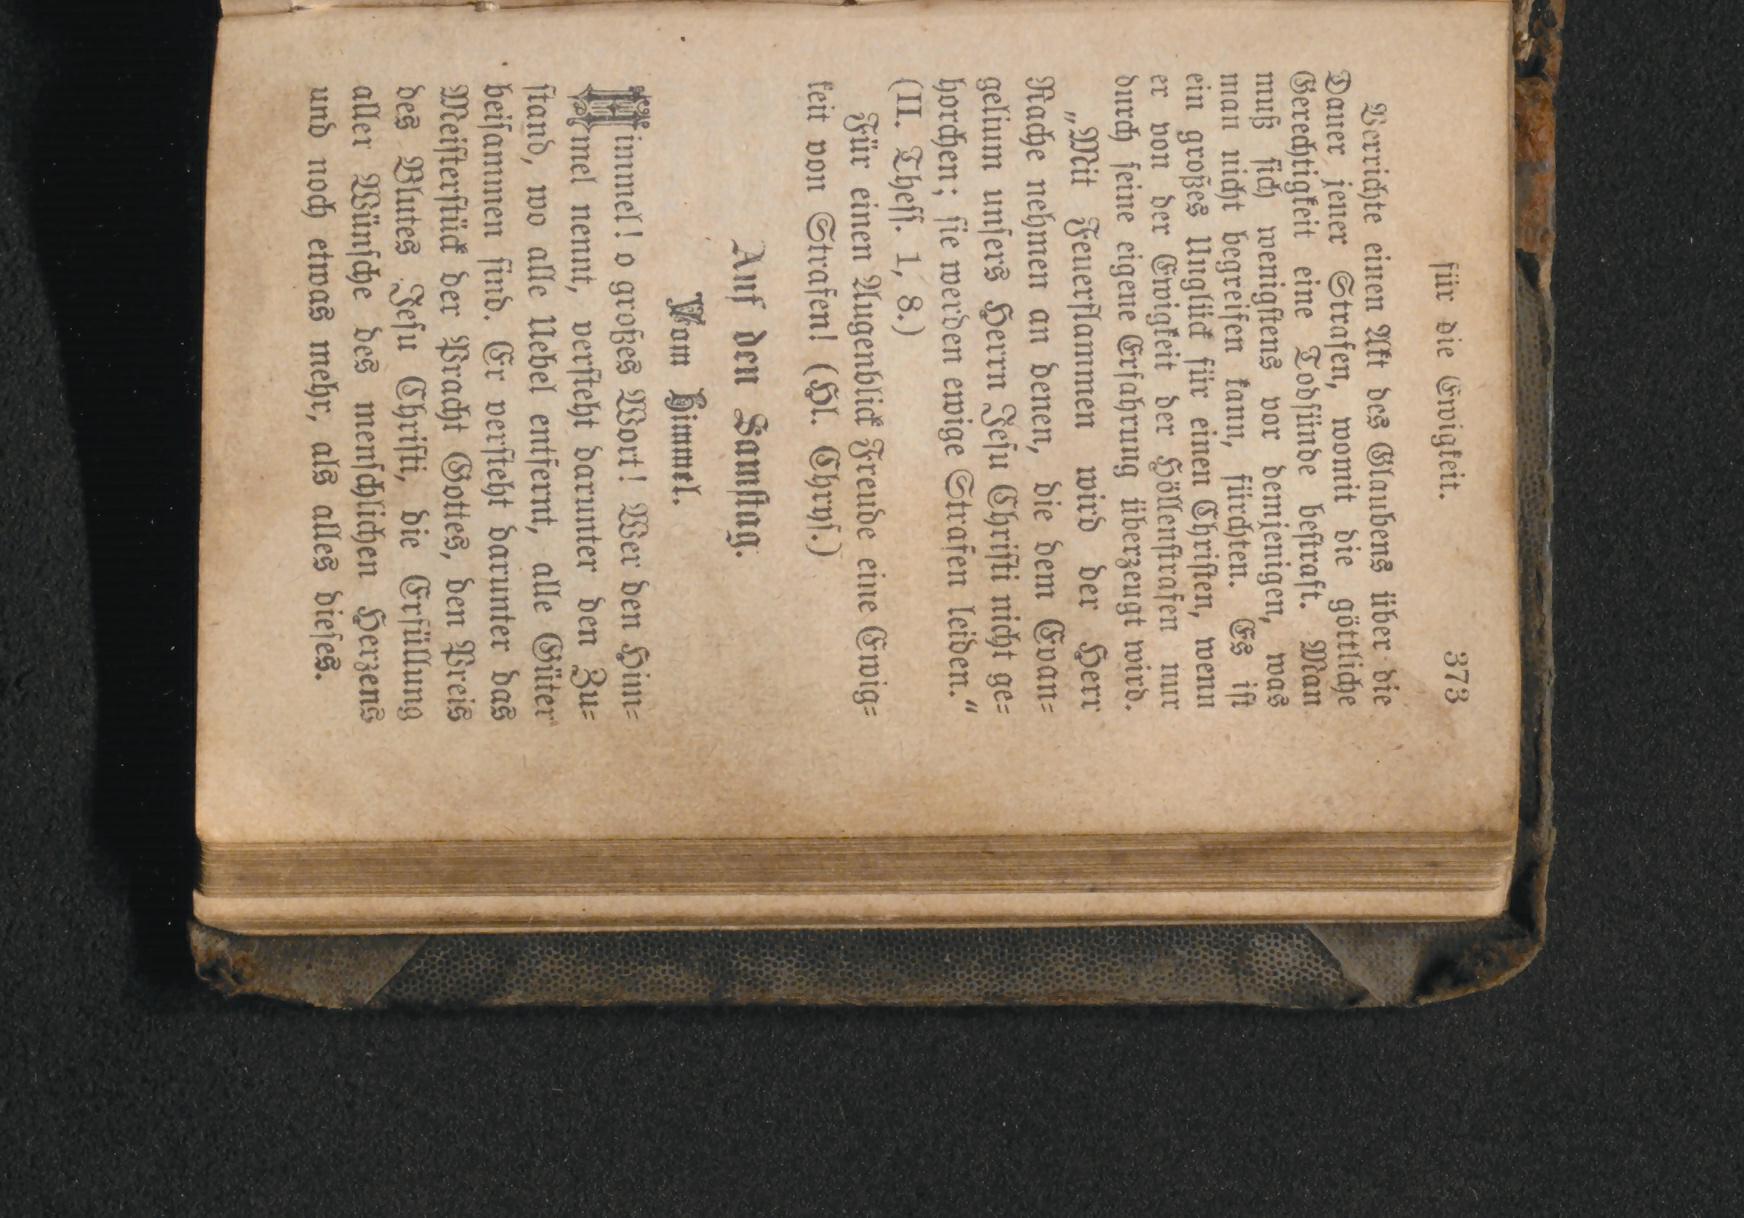 für die Ewigkeit. 373
Verrichte einen Akt des Glaubens über die
Dauer jener Strafen, womit die göttliche
Gerechtigkeit eine Todsünde bestraft. Man
muß sich wenigstens vor demjenigen, was
man nicht begreifen kann, fürchten. Es ist
ein großes Unglück für einen Christen, wenn
er von der Ewigkeit der Höllenstrafen nur
durch seine eigene Erfahrung überzeugt wird.
„Mit Feuerflammen wird der Herr
Rache nehmen an denen, die dem Evan-
gelium unsers Herrn Jesu Christi nicht ge-
horchen; sie werden ewige Strafen leiden.“
(II. Thess. 1, 8.)
Für einen Augenblick Freude eine Ewig-
keit von Strafen! (Hl. Chrys.)
Auf den Samstag.
Vom Himmel.
Himmel! o großes Wort! Wer den Him-
mel nennt, versteht darunter den Zu-
stand, wo alle Uebel entfernt, alle Güter
beisammen sind. Er versteht darunter das
Meisterstück der Pracht Gottes, den Preis
des Blutes Jesu Christi, die Erfüllung
aller Wünsche des menschlichen Herzens
und noch etwas mehr, als alles dieses.